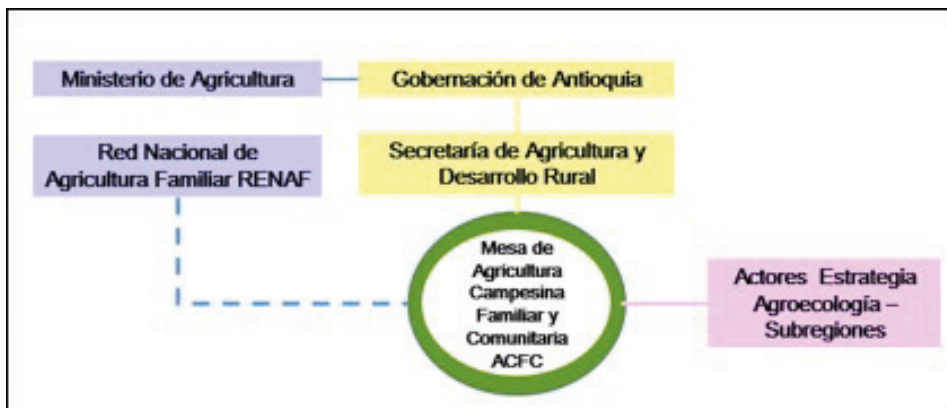 Ministerio de Agricultura
Gobernación de Antioquia
Red Nacional de
Agricultura Familiar RENAF
Secretaría de Agricultura y
Desarrollo Rural
Mesa de
Agricultura
Campesina
Familiar y
Comunitaria
ACFC
Actores Estrategia
Agroecología –
Subregiones